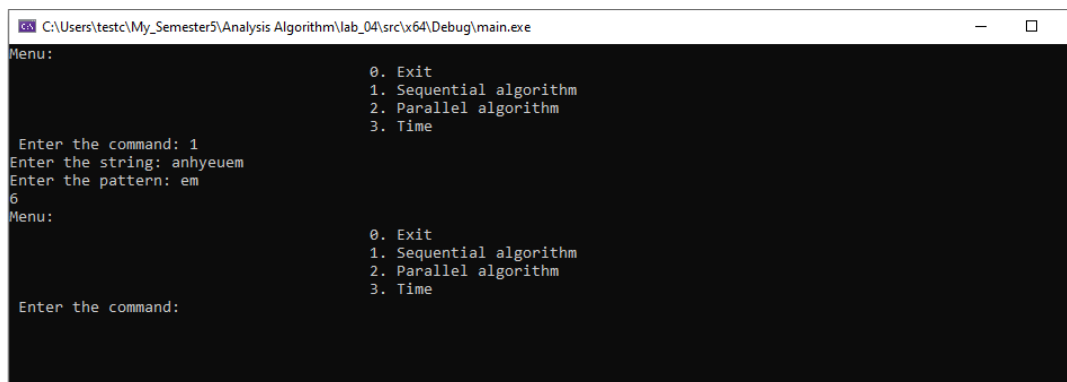 C:\Users\testc\My_Semester5\Analysis Algorithm\lab_04\src\x64\Debug\main.exe
Menu:
0. Exit
1. Sequential algorithm
2. Parallel algorithm
3. Time
Enter the command: 1
Enter the string: anhyeuem
Enter the pattern: em
6
Menu:
0. Exit
1. Sequential algorithm
2. Parallel algorithm
3. Time
Enter the command: